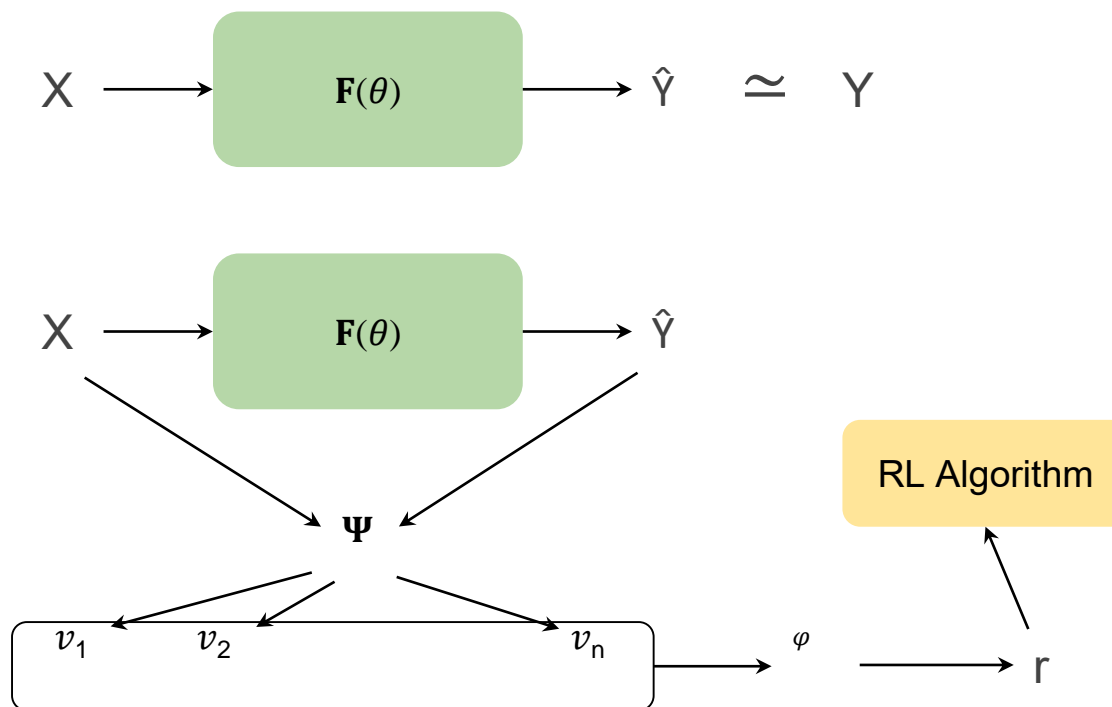 X F(θ) Ŷ ≃ Y
X F(θ) Ŷ
RL Algorithm
Ψ
v₁ v₂ vₙ
φ r